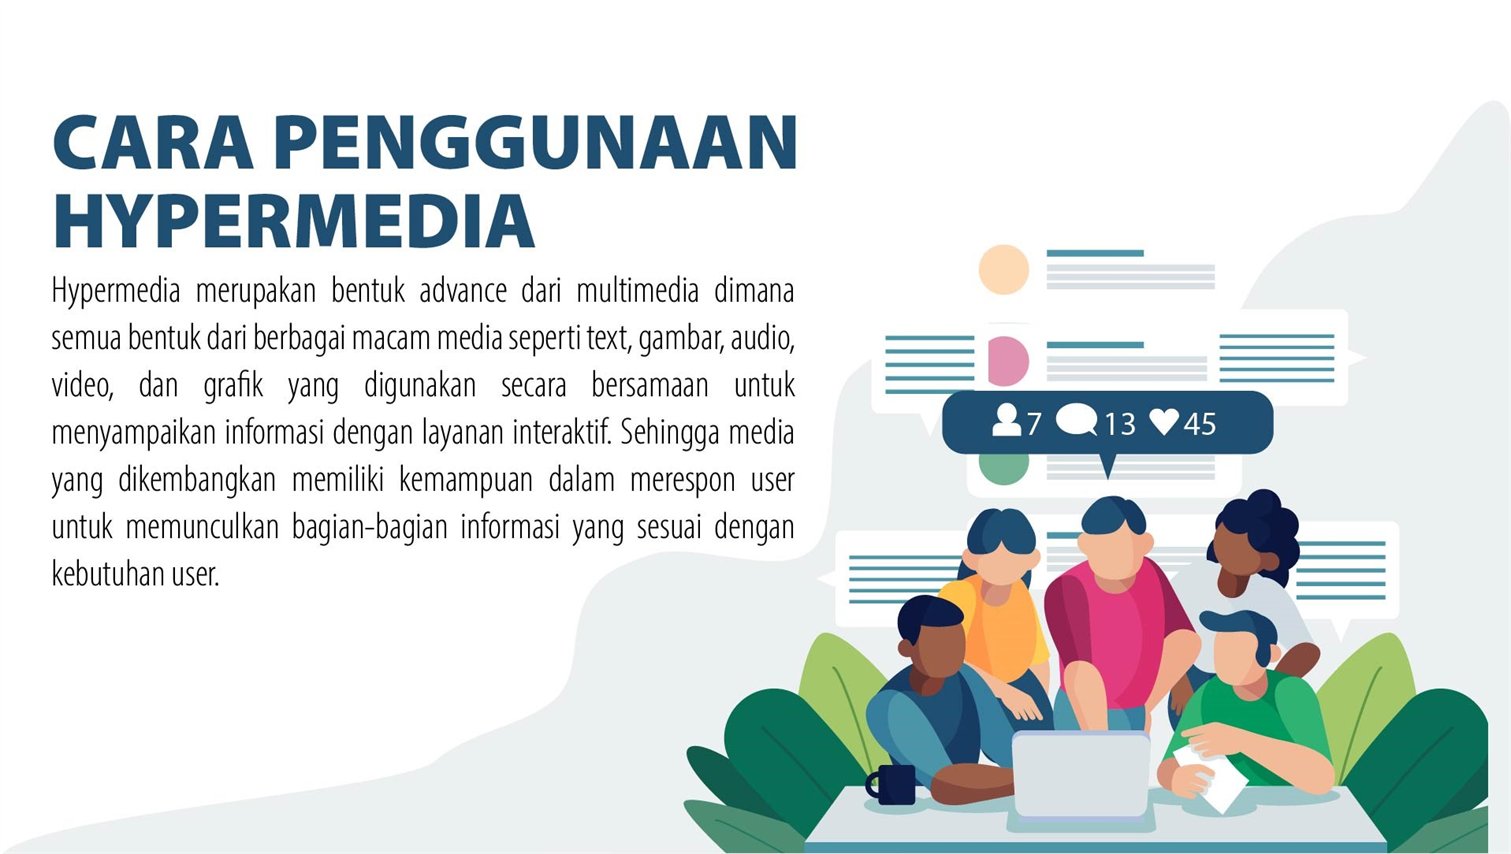 CARA PENGGUNAAN
HYPERMEDIA
Hypermedia merupakan bentuk advance dari multimedia dimana
semua bentuk dari berbagai macam media seperti text, gambar, audio,
video, dan grafik yang digunakan secara bersamaan untuk
menyampaikan informasi dengan layanan interaktif. Sehingga media
yang dikembangkan memiliki kemampuan dalam merespon user
untuk memunculkan bagian-bagian informasi yang sesuai dengan
kebutuhan user.
7 13 45